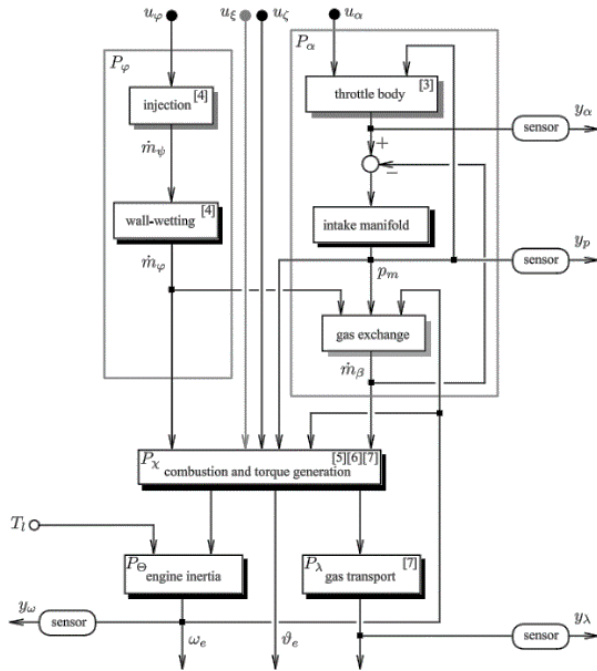 u_φ u_ξ u_ζ u_α
P_φ P_α
injection [4] throttle body [3]
y_α
sensor
ṁ_ψ +
−
wall-wetting [4] intake manifold
y_p
sensor
ṁ_φ p_m
gas exchange
ṁ_β
P_χ combustion and torque generation [5][6][7]
T_l
P_Θ engine inertia P_λ gas transport [7]
y_ω sensor sensor y_λ
ω_e ϑ_e